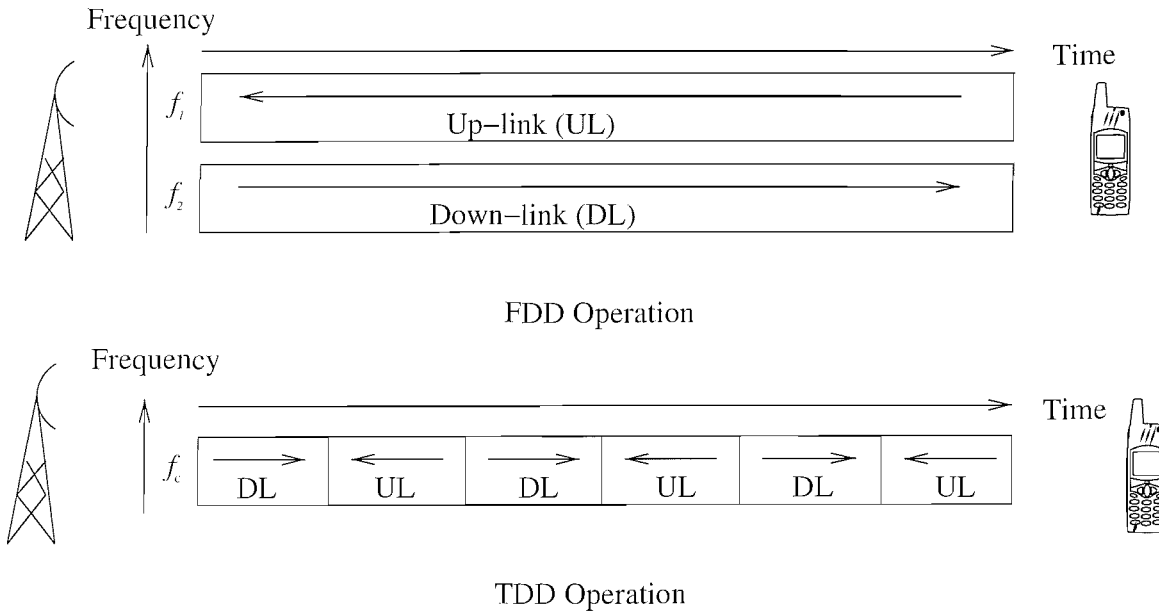 Frequency
Time
f₁
Up–link (UL)
f₂
Down–link (DL)
FDD Operation
Frequency
Time
f_c
DL UL DL UL DL UL
TDD Operation